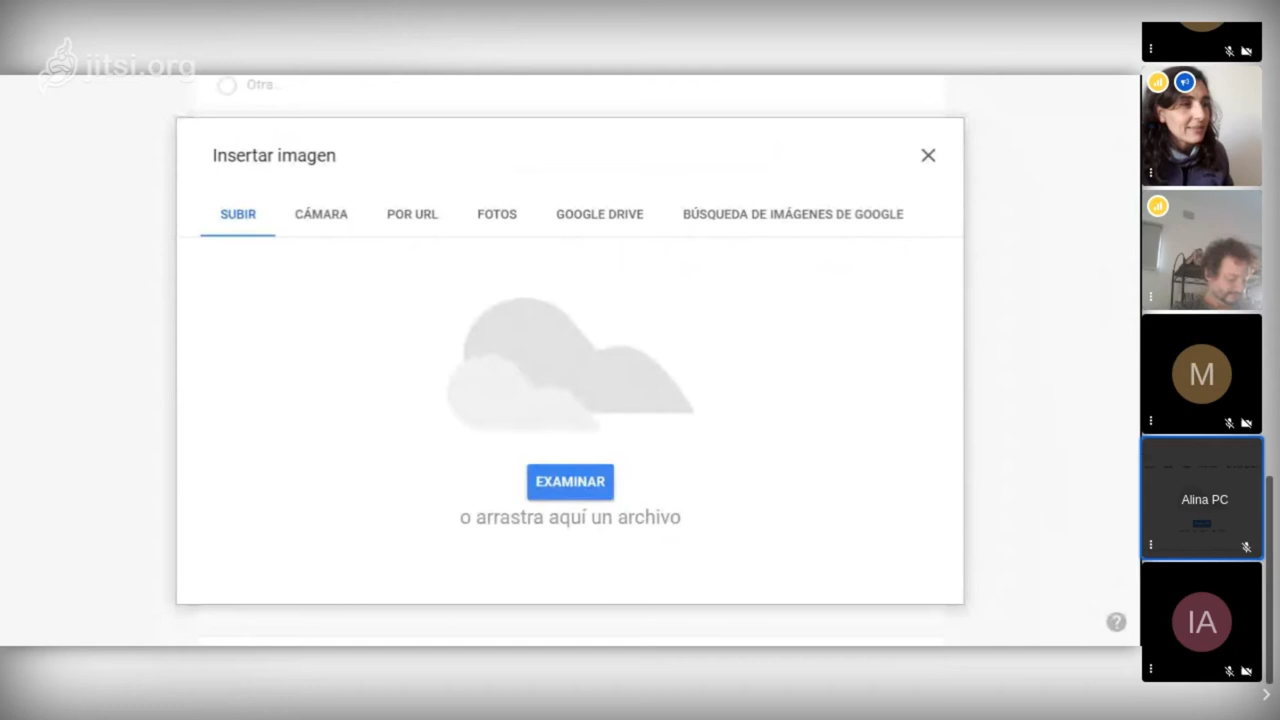 jitsi.org
Otra...
Insertar imagen
SUBIR CÁMARA POR URL FOTOS GOOGLE DRIVE BÚSQUEDA DE IMÁGENES DE GOOGLE
EXAMINAR
o arrastra aquí un archivo
M
Alina PC
IA